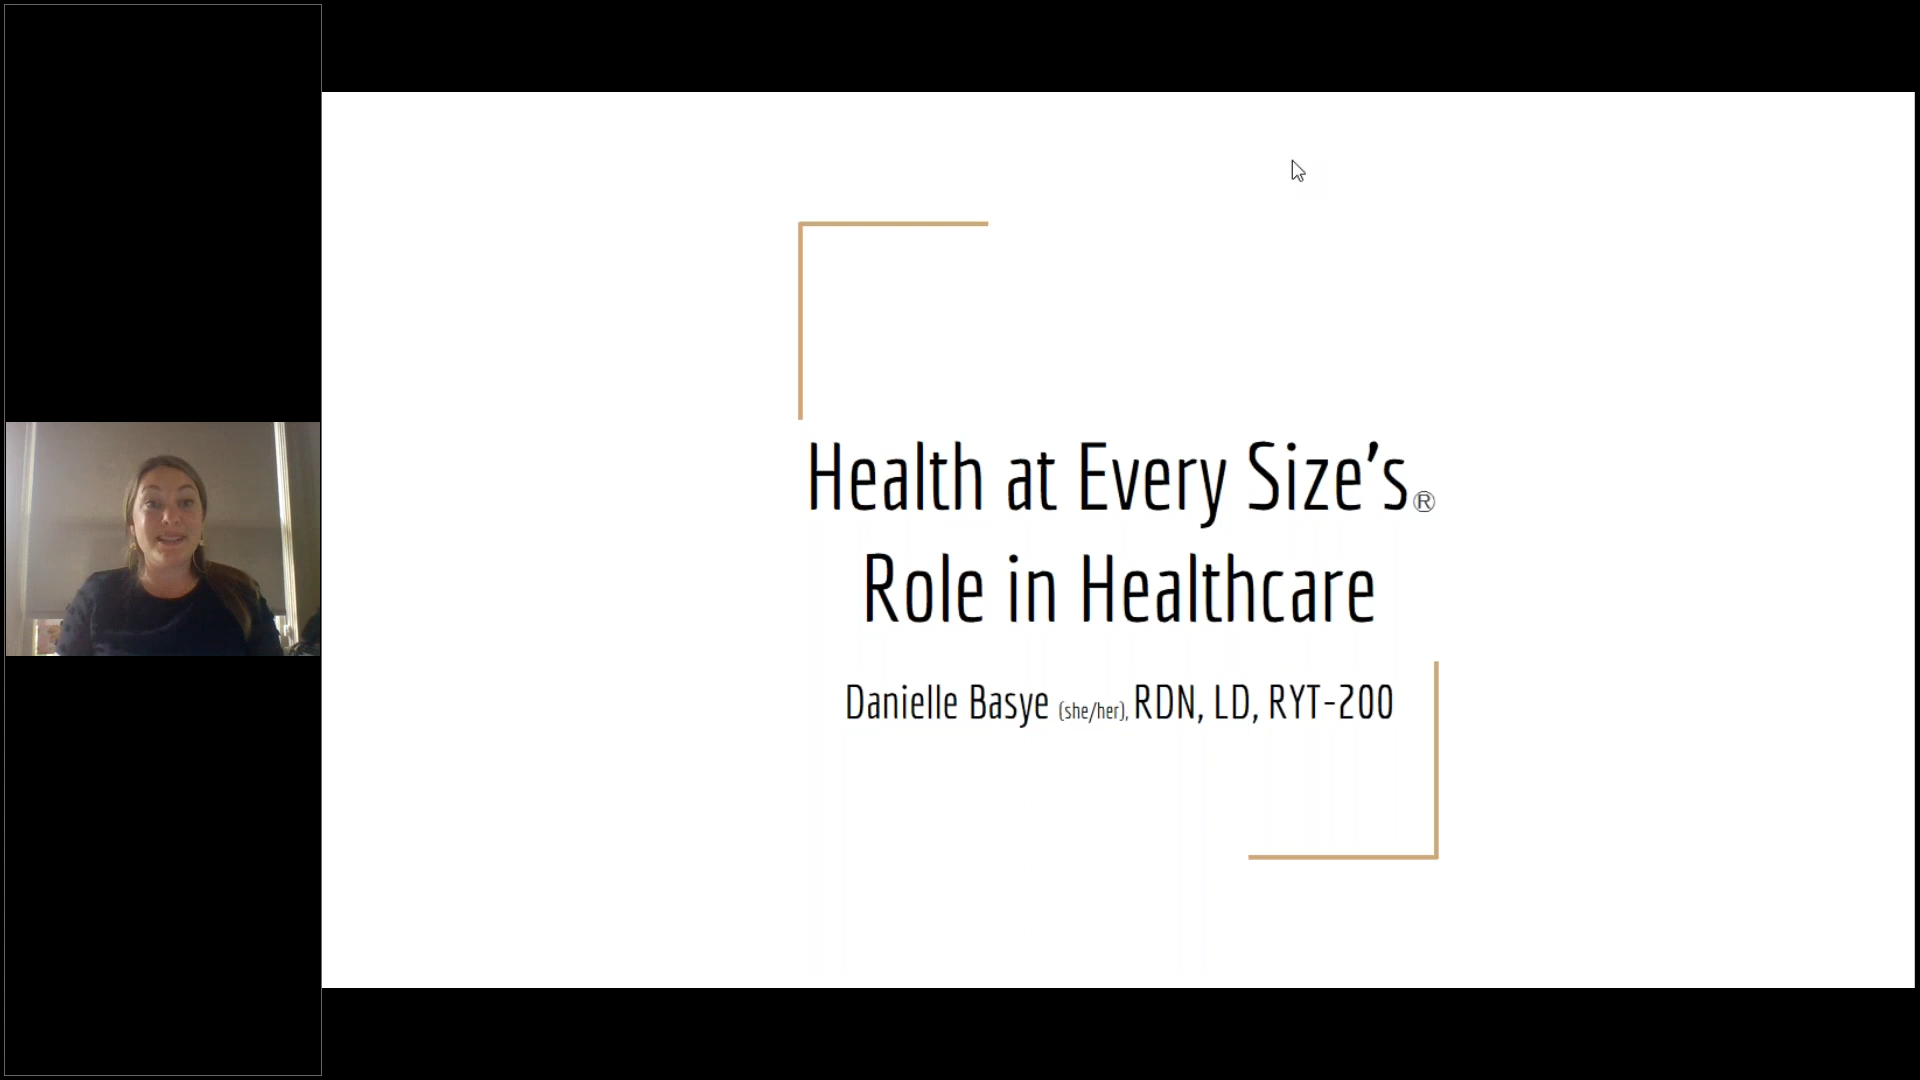 Health at Every Size’s®
Role in Healthcare
Danielle Basye (she/her), RDN, LD, RYT-200